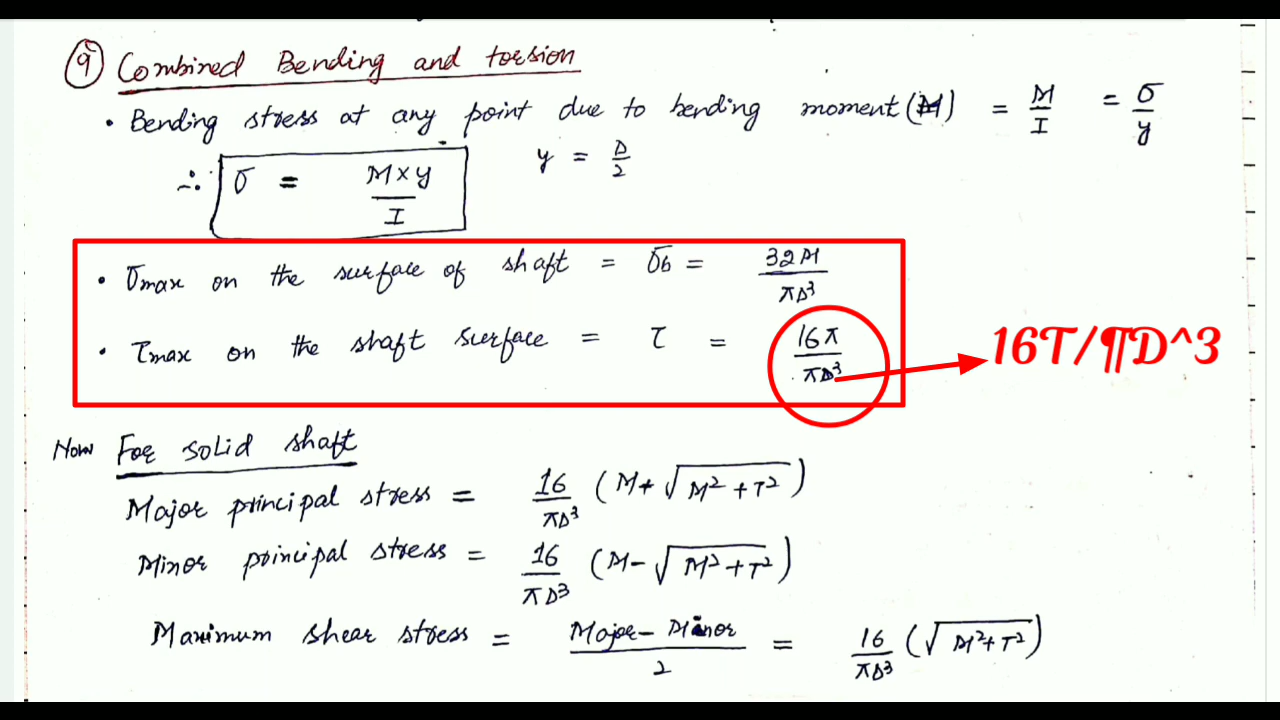 9 Combined Bending and torsion
• Bending stress at any point due to bending moment (M) = M/I = σ/y
∴ σ = M×y/I y = D/2
• σmax on the surface of shaft = σb = 32M/πD³
• τmax on the shaft surface = τ = 16π/πD³ 16T/¶D^3
Now For solid shaft
Major principal stress = 16/πD³ (M+√M²+T²)
Minor principal stress = 16/πD³ (M-√M²+T²)
Maximum shear stress = Major-Minor/2 = 16/πD³ (√M²+T²)